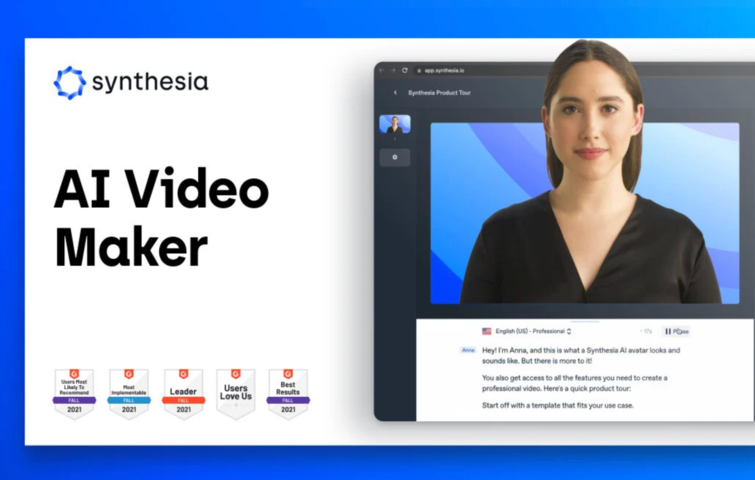 synthesia
AI Video
Maker
Users Most
Likely To
Recommend
FALL
2021
Most
Implementable
FALL
2021
Leader
FALL
2021
Users
Love Us
Best
Results
FALL
2021
app.synthesia.io
Synthesia Product Tour
English (US) - Professional
Pause
Anna
Hey! I'm Anna, and this is what a Synthesia AI avatar looks and
sounds like. But there is more to it!
You also get access to all the features you need to create a
professional video. Here's a quick product tour:
Start off with a template that fits your use case.